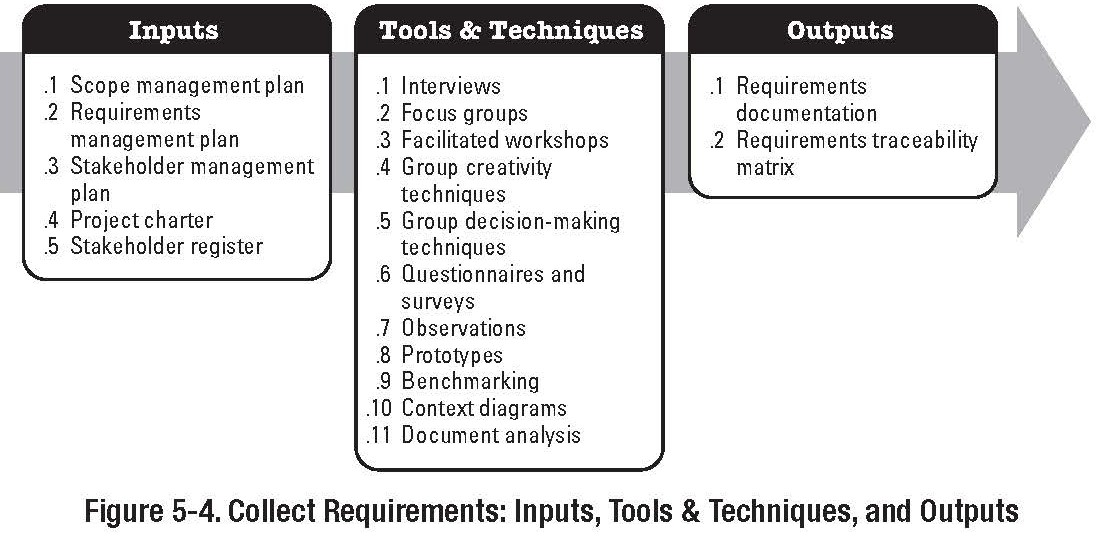 Inputs
.1 Scope management plan
.2 Requirements
management plan
.3 Stakeholder management
plan
.4 Project charter
.5 Stakeholder register
Tools & Techniques
.1 Interviews
.2 Focus groups
.3 Facilitated workshops
.4 Group creativity
techniques
.5 Group decision-making
techniques
.6 Questionnaires and
surveys
.7 Observations
.8 Prototypes
.9 Benchmarking
.10 Context diagrams
.11 Document analysis
Outputs
.1 Requirements
documentation
.2 Requirements traceability
matrix
Figure 5-4. Collect Requirements: Inputs, Tools & Techniques, and Outputs